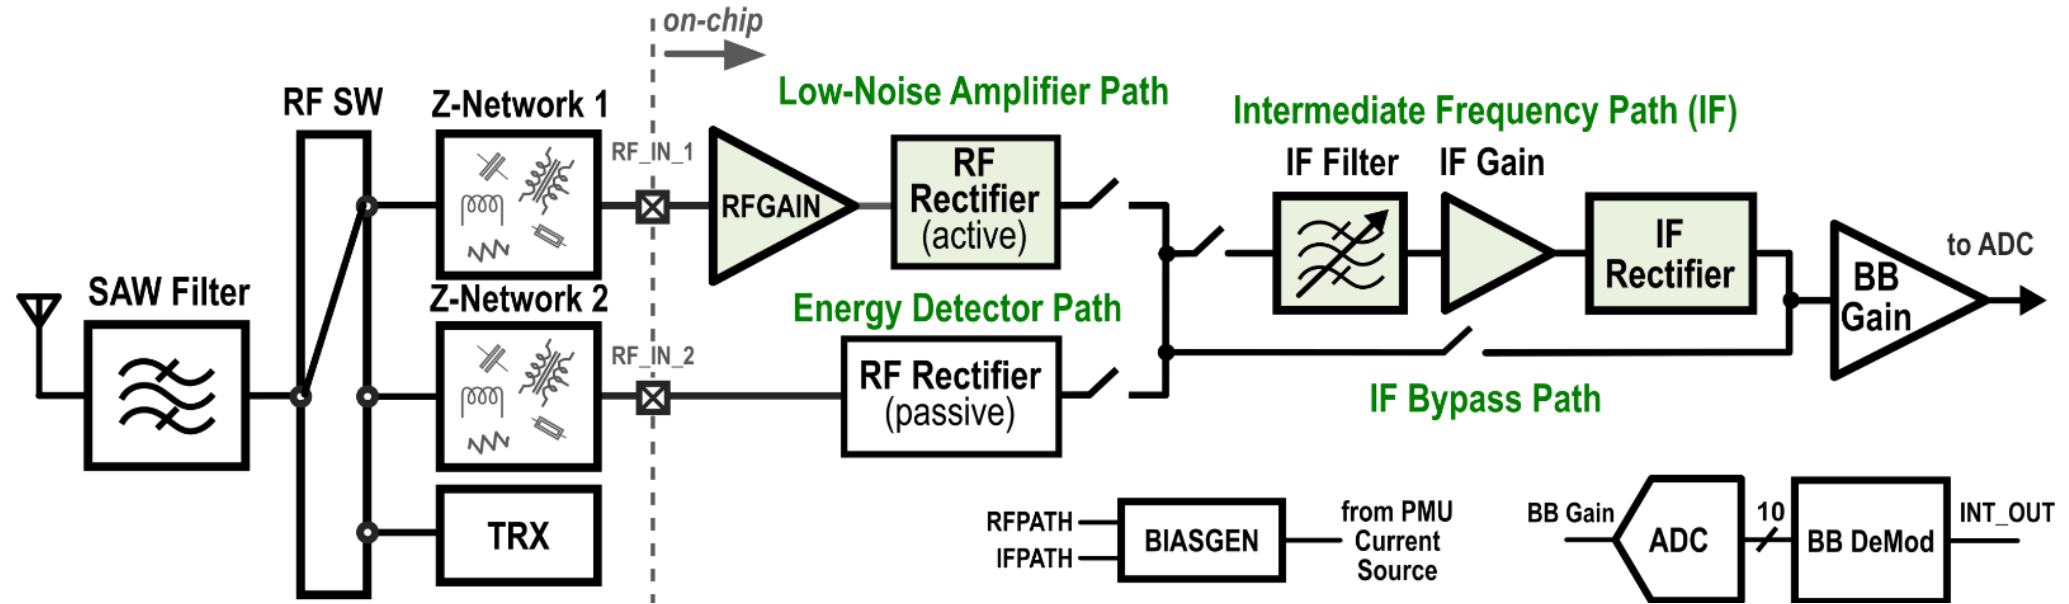 on-chip
RF SW
Z-Network 1
RF_IN_1
Low-Noise Amplifier Path
RFGAIN
RF
Rectifier
(active)
Intermediate Frequency Path (IF)
IF Filter
IF Gain
IF
Rectifier
to ADC
BB
Gain
SAW Filter
Z-Network 2
RF_IN_2
Energy Detector Path
RF Rectifier
(passive)
IF Bypass Path
TRX
RFPATH
IFPATH
BIASGEN
from PMU
Current
Source
BB Gain
ADC
10
BB DeMod
INT_OUT